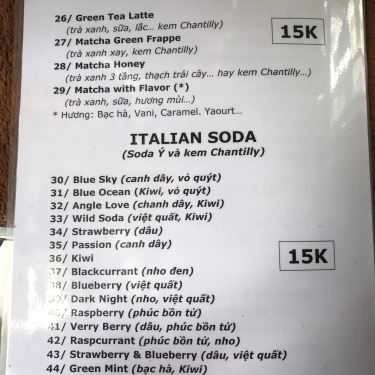 26/ Green Tea Latte
(trà xanh, sữa, lắc... kem Chantilly)
15K
27/ Matcha Green Frappe
(trà xanh xay, kem Chantilly)
28/ Matcha Honey
(trà xanh 3 tầng, thạch trái cây... hay kem Chantilly...)
29/ Matcha with Flavor (*)
(trà xanh, sữa, hương mùi...)
* Hương: Bạc hà, Vani, Caramel. Yaourt...
ITALIAN SODA
(Soda Ý và kem Chantilly)
30/ Blue Sky (canh dây, vỏ quýt)
31/ Blue Ocean (Kiwi, vỏ quýt)
32/ Angle Love (chanh dây, Kiwi)
33/ Wild Soda (việt quất, Kiwi)
34/ Strawberry (dâu)
35/ Passion (canh dây)
15K
36/ Kiwi
37/ Blackcurrant (nho đen)
38/ Blueberry (việt quất)
39/ Dark Night (nho, việt quất)
40/ Raspberry (phúc bồn tử)
41/ Verry Berry (dâu, phúc bồn tử)
42/ Raspcurrant (phúc bồn tử, nho)
43/ Strawberry & Blueberry (dâu, việt quất)
44/ Green Mint (bạc hà, Kiwi)